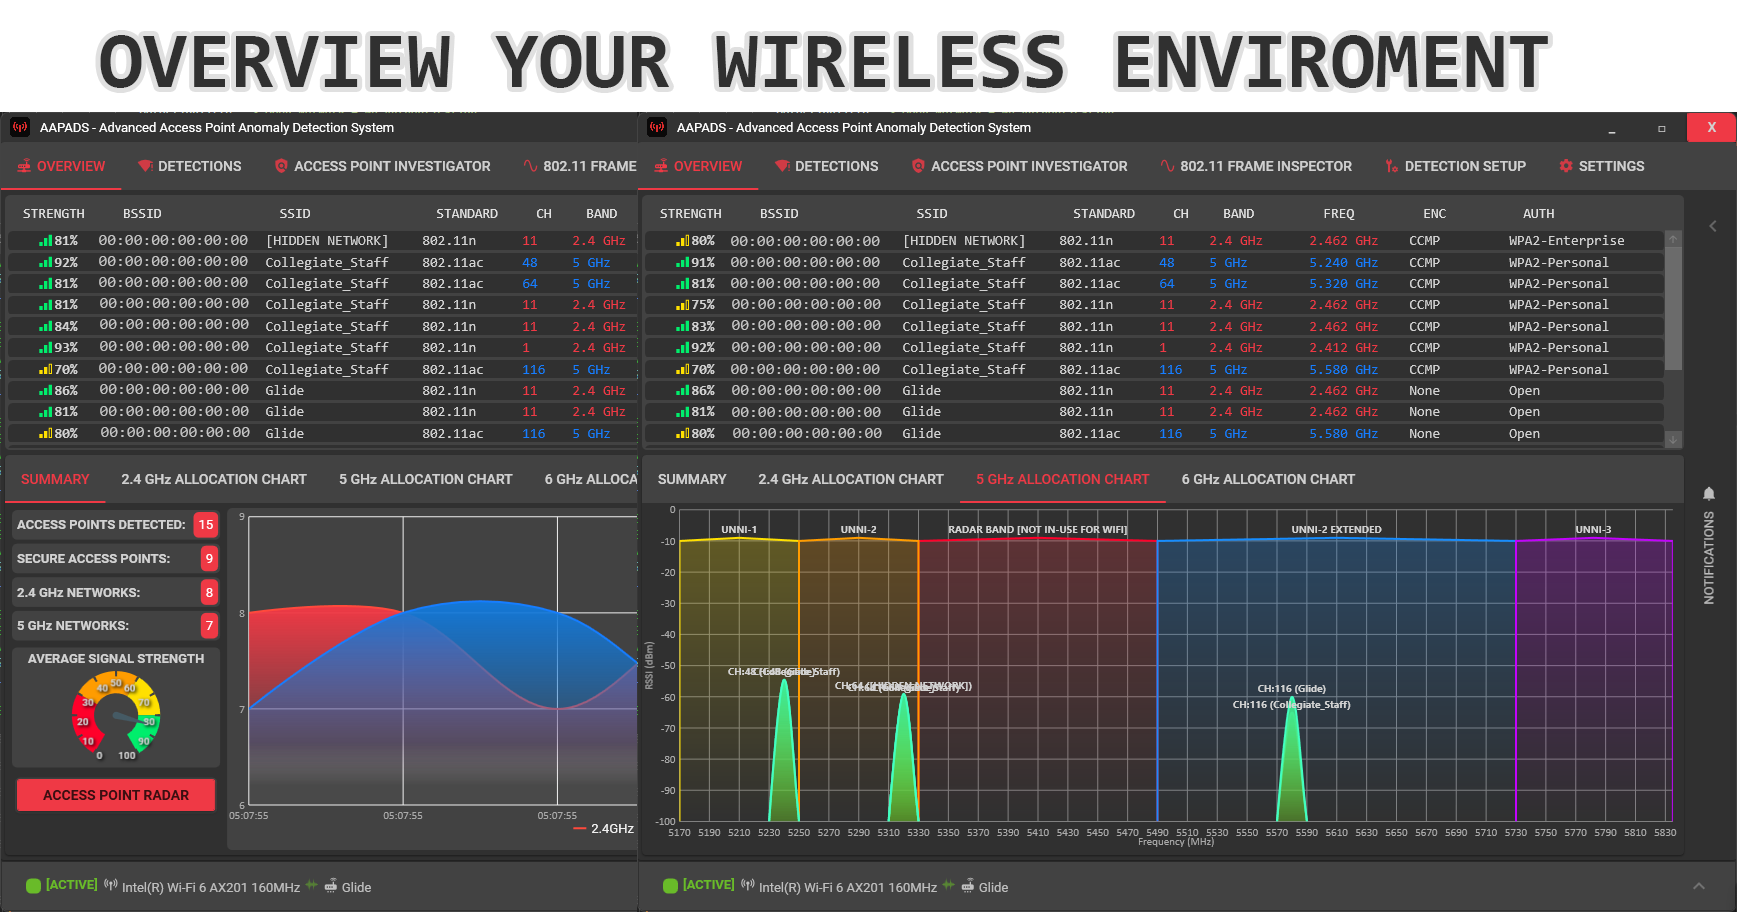 OVERVIEW YOUR WIRELESS ENVIROMENT
AAPADS - Advanced Access Point Anomaly Detection System
OVERVIEW DETECTIONS ACCESS POINT INVESTIGATOR 802.11 FRAME
STRENGTH BSSID SSID STANDARD CH BAND
81% 00:00:00:00:00:00 [HIDDEN NETWORK] 802.11n 11 2.4 GHz
92% 00:00:00:00:00:00 Collegiate_Staff 802.11ac 48 5 GHz
81% 00:00:00:00:00:00 Collegiate_Staff 802.11ac 64 5 GHz
81% 00:00:00:00:00:00 Collegiate_Staff 802.11n 11 2.4 GHz
84% 00:00:00:00:00:00 Collegiate_Staff 802.11n 11 2.4 GHz
93% 00:00:00:00:00:00 Collegiate_Staff 802.11n 1 2.4 GHz
70% 00:00:00:00:00:00 Collegiate_Staff 802.11ac 116 5 GHz
86% 00:00:00:00:00:00 Glide 802.11n 11 2.4 GHz
81% 00:00:00:00:00:00 Glide 802.11n 11 2.4 GHz
80% 00:00:00:00:00:00 Glide 802.11ac 116 5 GHz
SUMMARY 2.4 GHz ALLOCATION CHART 5 GHz ALLOCATION CHART 6 GHz ALLOCA
ACCESS POINTS DETECTED: 15
SECURE ACCESS POINTS: 9
2.4 GHz NETWORKS: 8
5 GHz NETWORKS: 7
AVERAGE SIGNAL STRENGTH
0 10 20 30 40 50 60 70 80 90 100
ACCESS POINT RADAR
9
8
7
6
05:07:55 05:07:55 05:07:55
2.4GHz
[ACTIVE] Intel(R) Wi-Fi 6 AX201 160MHz Glide
AAPADS - Advanced Access Point Anomaly Detection System
X
OVERVIEW DETECTIONS ACCESS POINT INVESTIGATOR 802.11 FRAME INSPECTOR DETECTION SETUP SETTINGS
STRENGTH BSSID SSID STANDARD CH BAND FREQ ENC AUTH
80% 00:00:00:00:00:00 [HIDDEN NETWORK] 802.11n 11 2.4 GHz 2.462 GHz CCMP WPA2-Enterprise
91% 00:00:00:00:00:00 Collegiate_Staff 802.11ac 48 5 GHz 5.240 GHz CCMP WPA2-Personal
81% 00:00:00:00:00:00 Collegiate_Staff 802.11ac 64 5 GHz 5.320 GHz CCMP WPA2-Personal
75% 00:00:00:00:00:00 Collegiate_Staff 802.11n 11 2.4 GHz 2.462 GHz CCMP WPA2-Personal
83% 00:00:00:00:00:00 Collegiate_Staff 802.11n 11 2.4 GHz 2.462 GHz CCMP WPA2-Personal
92% 00:00:00:00:00:00 Collegiate_Staff 802.11n 1 2.4 GHz 2.412 GHz CCMP WPA2-Personal
70% 00:00:00:00:00:00 Collegiate_Staff 802.11ac 116 5 GHz 5.580 GHz CCMP WPA2-Personal
86% 00:00:00:00:00:00 Glide 802.11n 11 2.4 GHz 2.462 GHz None Open
81% 00:00:00:00:00:00 Glide 802.11n 11 2.4 GHz 2.462 GHz None Open
80% 00:00:00:00:00:00 Glide 802.11ac 116 5 GHz 5.580 GHz None Open
SUMMARY 2.4 GHz ALLOCATION CHART 5 GHz ALLOCATION CHART 6 GHz ALLOCATION CHART
UNNI-1 UNNI-2 RADAR BAND [NOT IN-USE FOR WIFI] UNNI-2 EXTENDED UNNI-3
0
-10
-20
-30
-40
-50
-60
-70
-80
-90
-100
RSSI (dBm)
CH:116 (Glide)
CH:116 (Collegiate_Staff)
5170 5190 5210 5230 5250 5270 5290 5310 5330 5350 5370 5390 5410 5430 5450 5470 5490 5510 5530 5550 5570 5590 5610 5630 5650 5670 5690 5710 5730 5750 5770 5790 5810 5830
Frequency (MHz)
NOTIFICATIONS
[ACTIVE] Intel(R) Wi-Fi 6 AX201 160MHz Glide